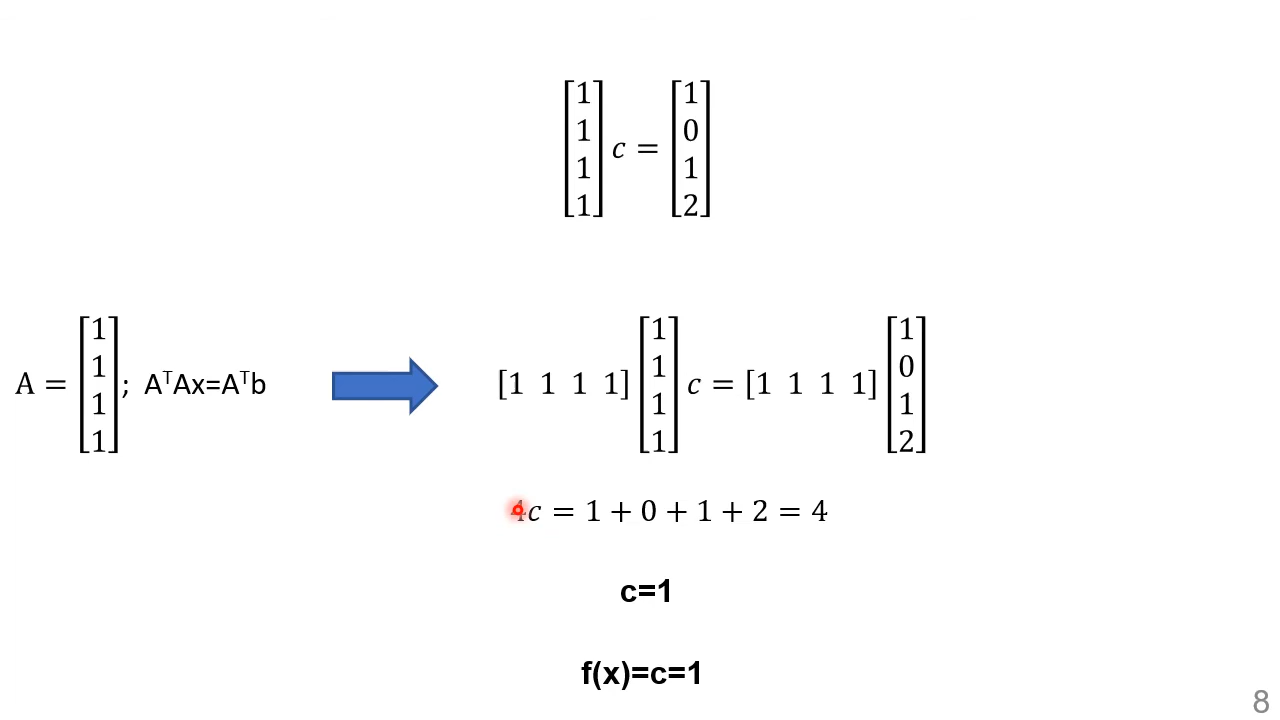 [1 1 1 1] c = [1 0 1 2]
A = [1 1 1 1]; AᵀAx=Aᵀb
[1 1 1 1] [1 1 1 1] c = [1 1 1 1] [1 0 1 2]
4c = 1 + 0 + 1 + 2 = 4
c=1
f(x)=c=1
8